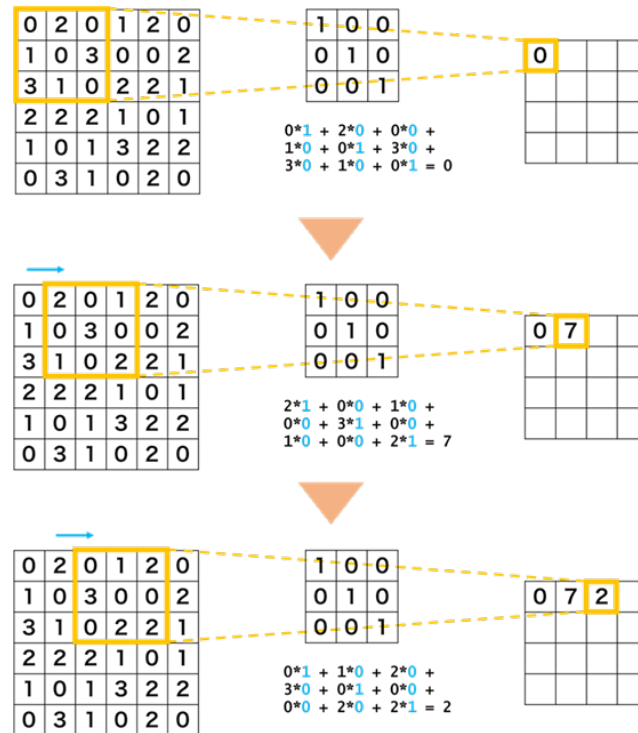 0 2 0 1 2 0
1 0 3 0 0 2
3 1 0 2 2 1
2 2 2 1 0 1
1 0 1 3 2 2
0 3 1 0 2 0
1 0 0
0 1 0
0 0 1
0*1 + 2*0 + 0*0 +
1*0 + 0*1 + 3*0 +
3*0 + 1*0 + 0*1 = 0
0
0 2 0 1 2 0
1 0 3 0 0 2
3 1 0 2 2 1
2 2 2 1 0 1
1 0 1 3 2 2
0 3 1 0 2 0
1 0 0
0 1 0
0 0 1
2*1 + 0*0 + 1*0 +
0*0 + 3*1 + 0*0 +
1*0 + 0*0 + 2*1 = 7
0 7
0 2 0 1 2 0
1 0 3 0 0 2
3 1 0 2 2 1
2 2 2 1 0 1
1 0 1 3 2 2
0 3 1 0 2 0
1 0 0
0 1 0
0 0 1
0*1 + 1*0 + 2*0 +
3*0 + 0*1 + 0*0 +
0*0 + 2*0 + 2*1 = 2
0 7 2